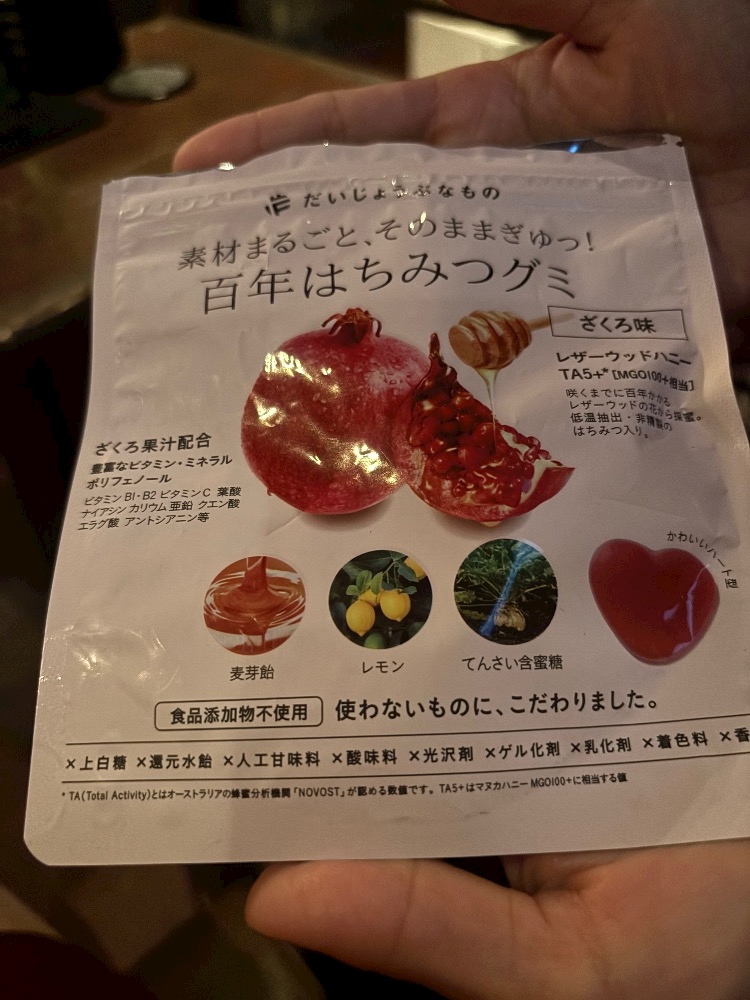 だいじょうぶなもの
素材まるごと、そのままぎゅっ!
百年はちみつグミ
ざくろ味
レザーウッドハニー
TA5+* [MGO100+相当]
咲くまでに百年かかる
レザーウッドの花から採蜜。
低温抽出・非精製の
はちみつ入り。
ざくろ果汁配合
豊富なビタミン・ミネラル
ポリフェノール
ビタミンB1・B2 ビタミンC 葉酸
ナイアシン カリウム 亜鉛 クエン酸
エラグ酸 アントシアニン等
かわいいハート型
麦芽飴
レモン
てんさい含蜜糖
食品添加物不使用 使わないものに、こだわりました。
×上白糖 ×還元水飴 ×人工甘味料 ×酸味料 ×光沢剤 ×ゲル化剤 ×乳化剤 ×着色料 ×香
* TA(Total Activity)とはオーストラリアの蜂蜜分析機関「NOVOST」が認める数値です。TA5+はマヌカハニー MGO100+に相当する値